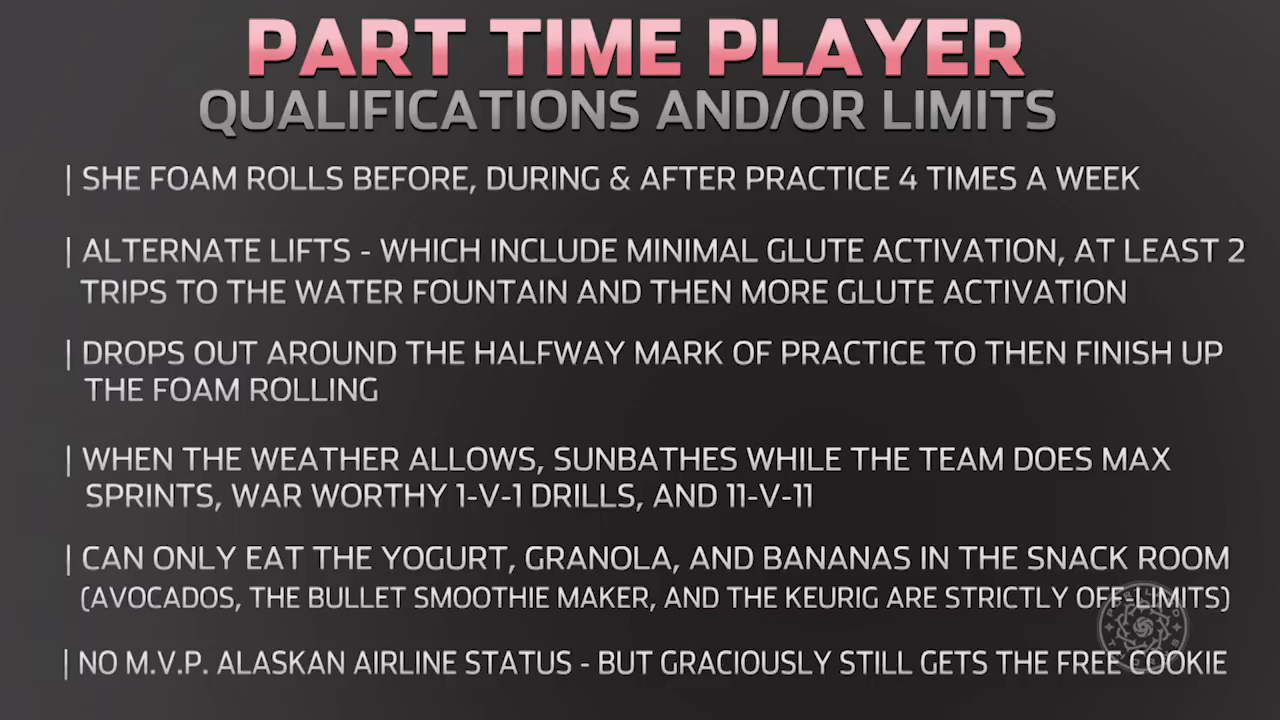 PART TIME PLAYER
QUALIFICATIONS AND/OR LIMITS
| SHE FOAM ROLLS BEFORE, DURING & AFTER PRACTICE 4 TIMES A WEEK
| ALTERNATE LIFTS - WHICH INCLUDE MINIMAL GLUTE ACTIVATION, AT LEAST 2
TRIPS TO THE WATER FOUNTAIN AND THEN MORE GLUTE ACTIVATION
| DROPS OUT AROUND THE HALFWAY MARK OF PRACTICE TO THEN FINISH UP
THE FOAM ROLLING
| WHEN THE WEATHER ALLOWS, SUNBATHES WHILE THE TEAM DOES MAX
SPRINTS, WAR WORTHY 1-V-1 DRILLS, AND 11-V-11
| CAN ONLY EAT THE YOGURT, GRANOLA, AND BANANAS IN THE SNACK ROOM
(AVOCADOS, THE BULLET SMOOTHIE MAKER, AND THE KEURIG ARE STRICTLY OFF-LIMITS)
| NO M.V.P. ALASKAN AIRLINE STATUS - BUT GRACIOUSLY STILL GETS THE FREE COOKIE